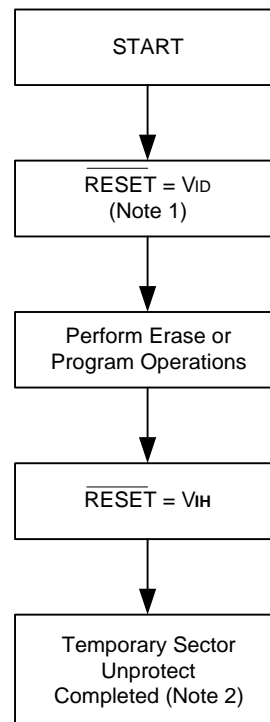 START
RESET = VID
(Note 1)
Perform Erase or
Program Operations
RESET = VIH
Temporary Sector
Unprotect
Completed (Note 2)